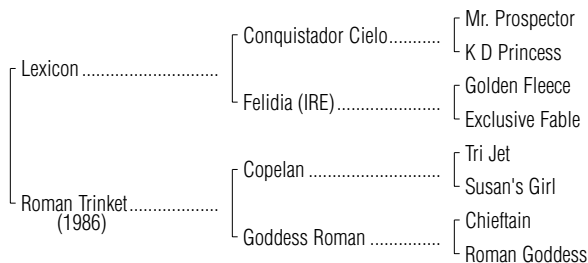 Mr. Prospector
Conquistador Cielo...........
K D Princess
Lexicon .............................
Golden Fleece
Felidia (IRE)......................
Exclusive Fable
Tri Jet
Copelan ............................
Susan's Girl
Roman Trinket...................
(1986)
Chieftain
Goddess Roman ...............
Roman Goddess